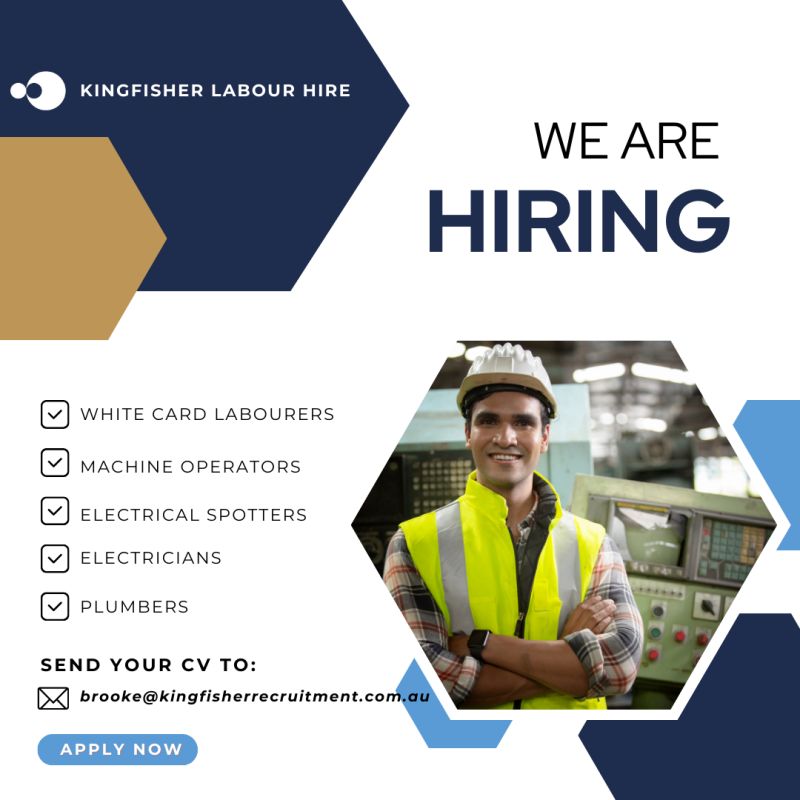 KINGFISHER LABOUR HIRE
WE ARE
HIRING
WHITE CARD LABOURERS
MACHINE OPERATORS
ELECTRICAL SPOTTERS
ELECTRICIANS
PLUMBERS
SEND YOUR CV TO:
brooke@kingfisherrecruitment.com.au
APPLY NOW